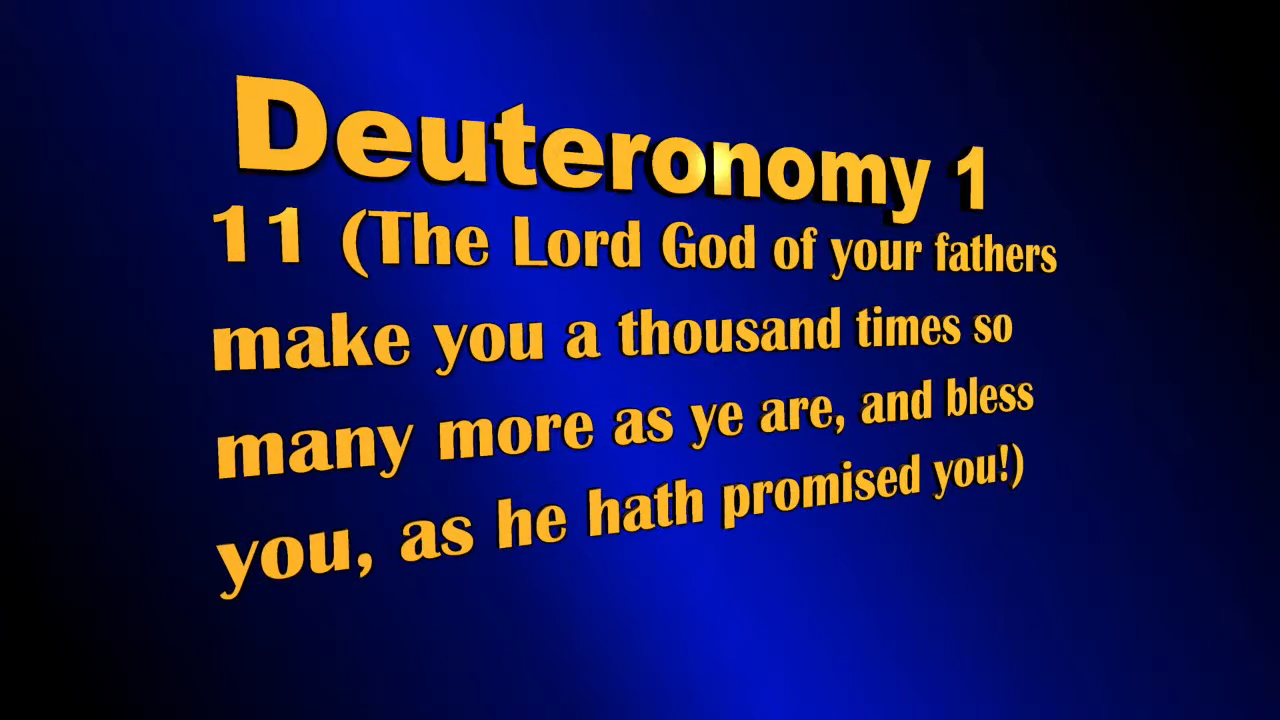 Deuteronomy 1
11 (The Lord God of your fathers
make you a thousand times so
many more as ye are, and bless
you, as he hath promised you!)